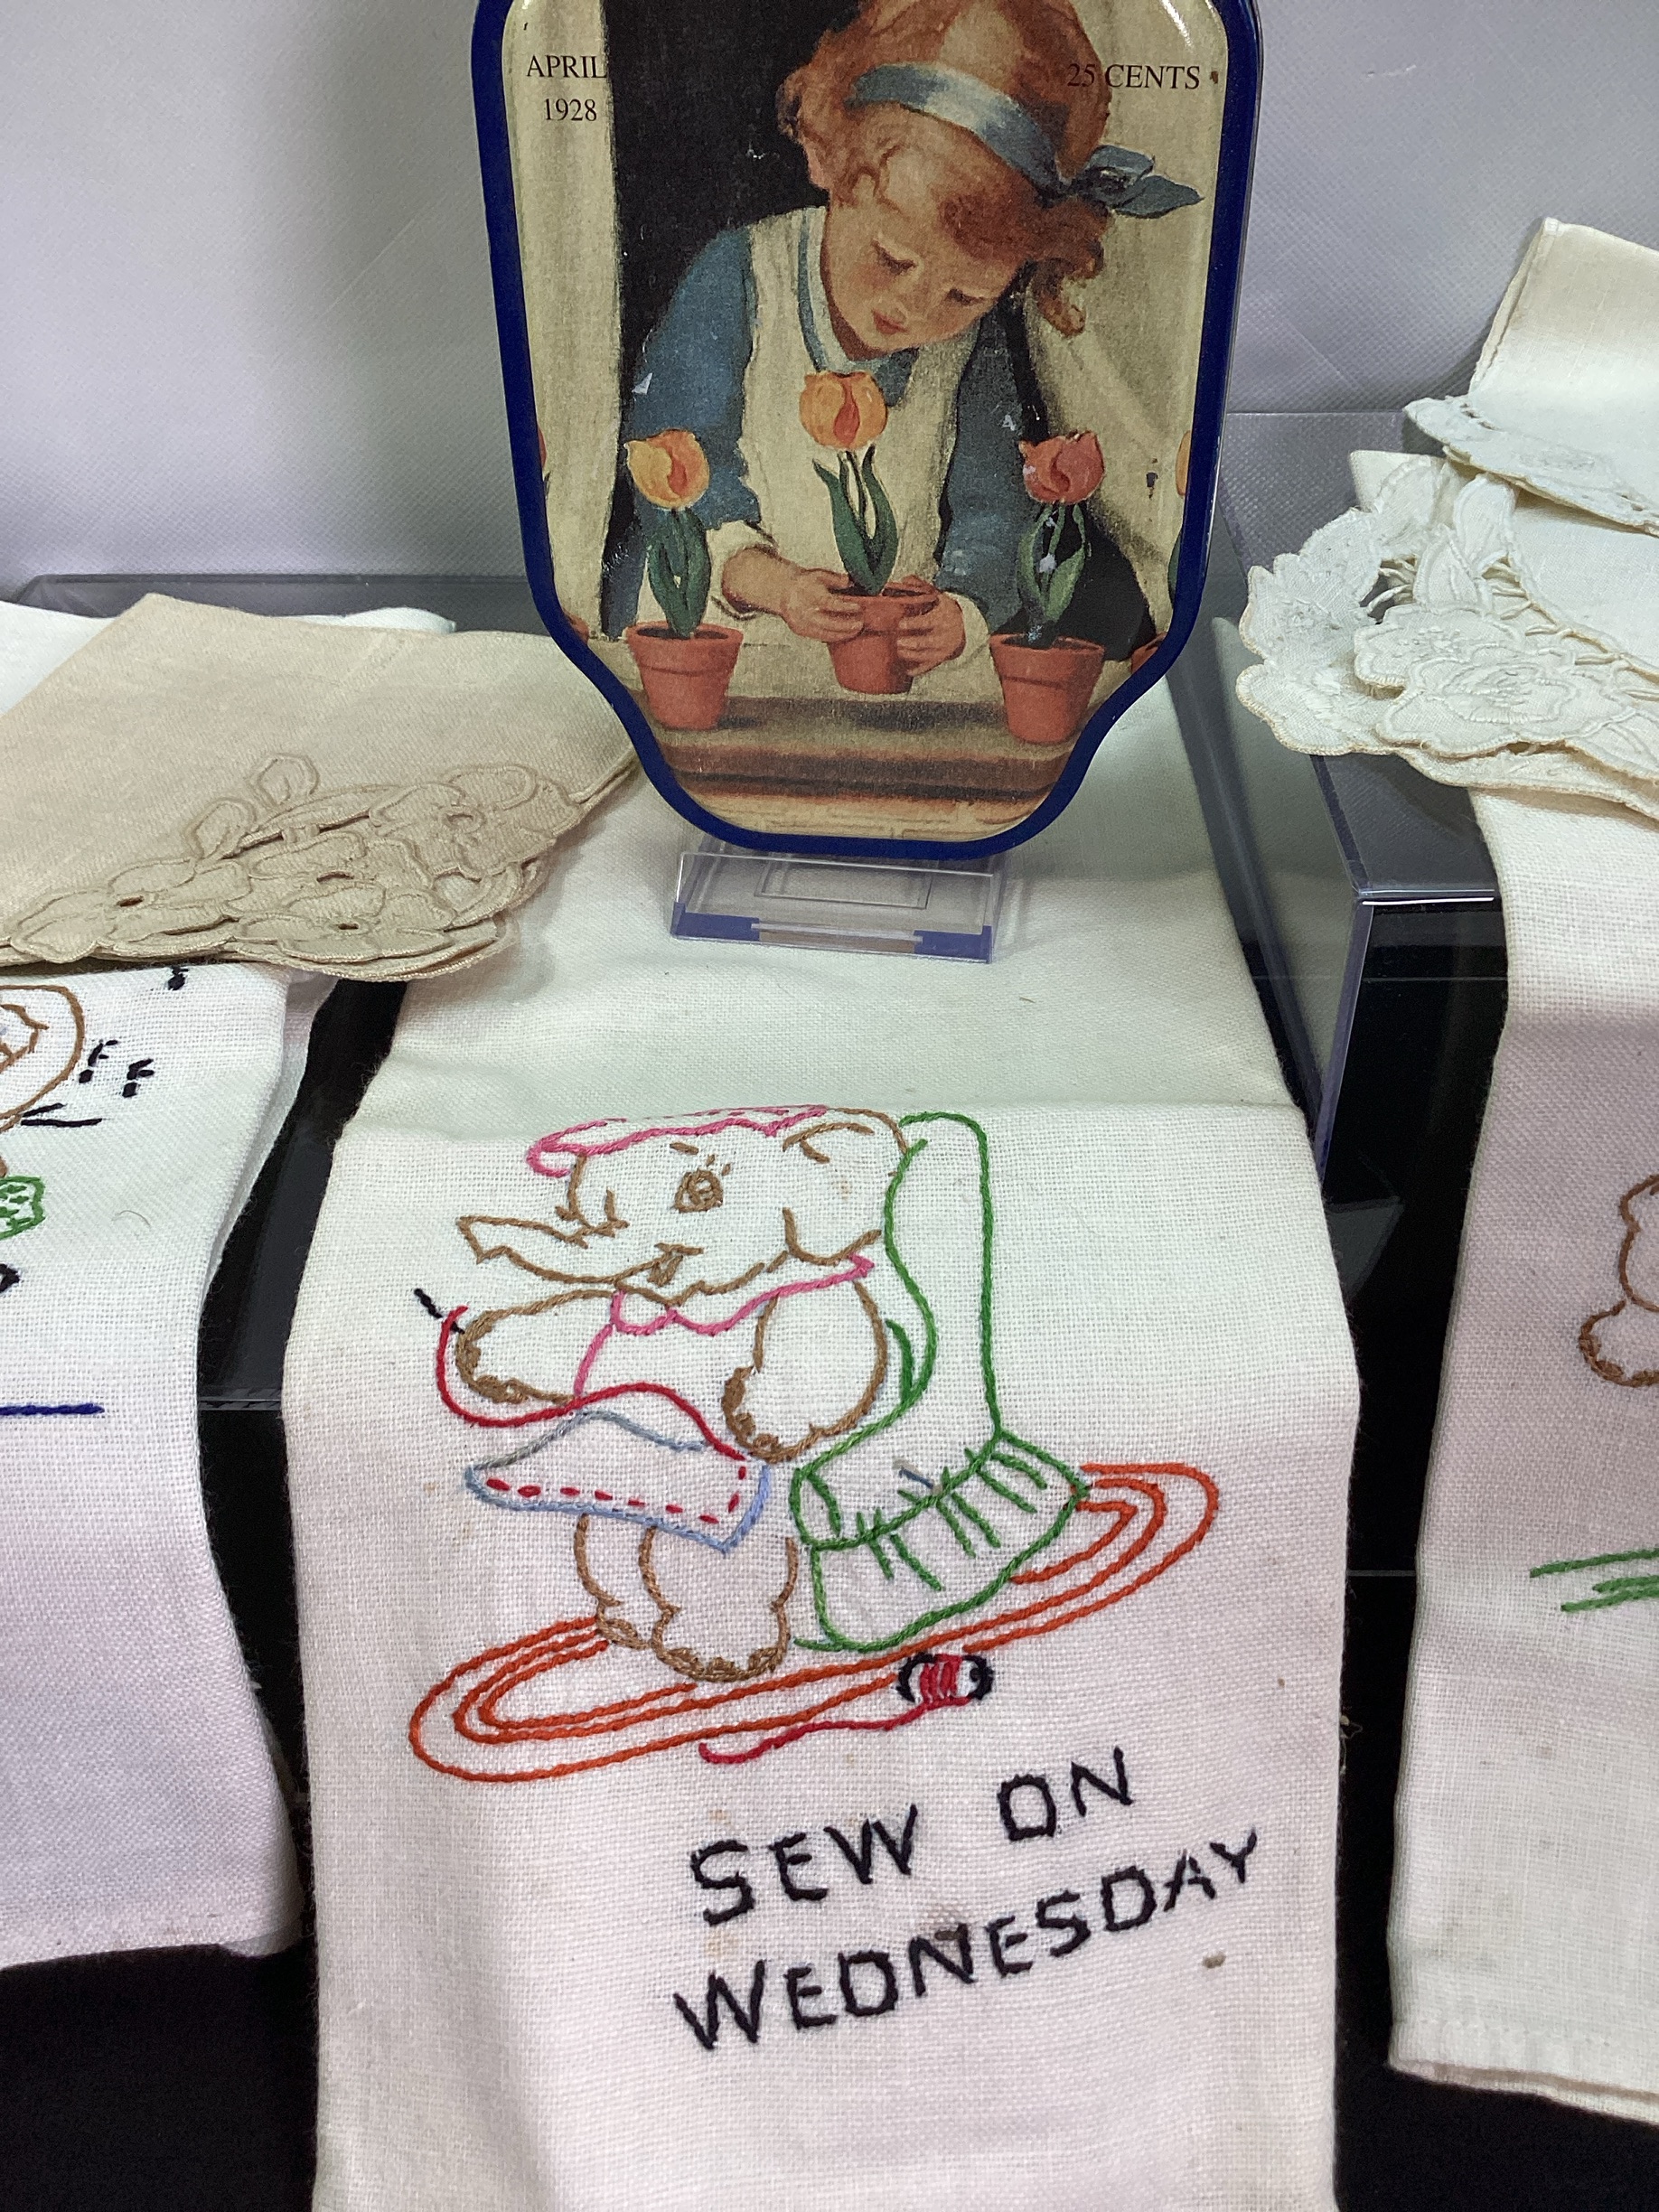 APRIL
1928
25 CENTS
SEW ON
WEDNESDAY